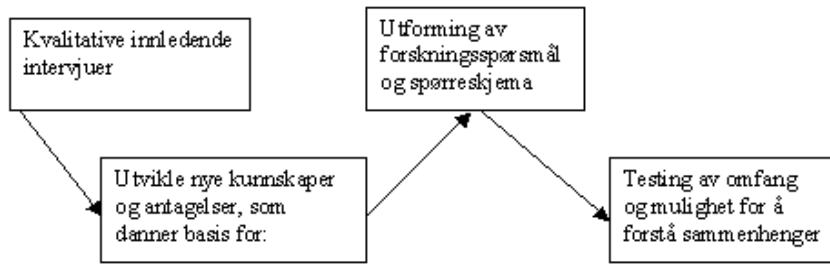 Kvalitative innledende
intervjuer
Utvikle nye kunnskaper
og antagelser, som
danner basis for:
Utforming av
forskningsspørsmål
og spørreskjema
Testing av omfang
og mulighet for å
forstå sammenhenger